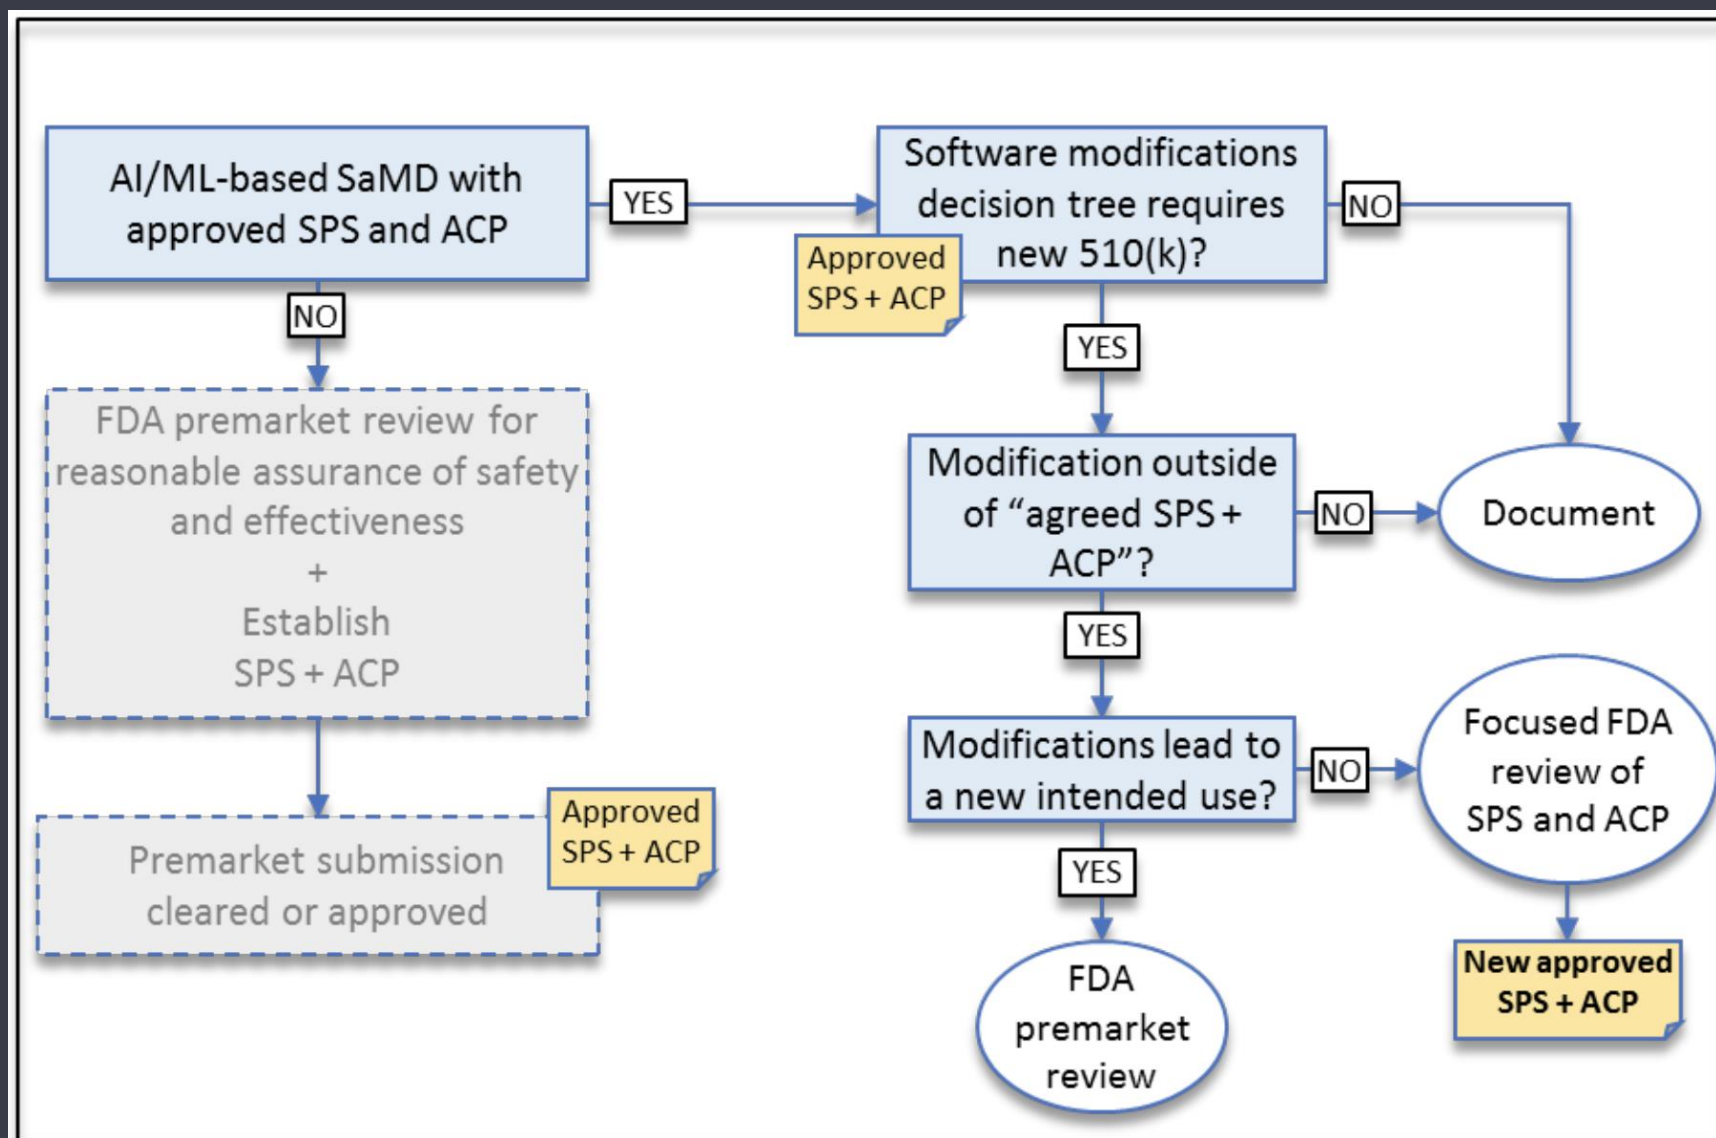 AI/ML-based SaMD with
approved SPS and ACP
YES
Software modifications
decision tree requires
new 510(k)?
NO
Approved
SPS + ACP
NO
YES
FDA premarket review for
reasonable assurance of safety
and effectiveness
+
Establish
SPS + ACP
Modification outside
of “agreed SPS +
ACP”?
NO
Document
YES
Modifications lead to
a new intended use?
NO
Focused FDA
review of
SPS and ACP
Premarket submission
cleared or approved
Approved
SPS + ACP
YES
New approved
SPS + ACP
FDA
premarket
review